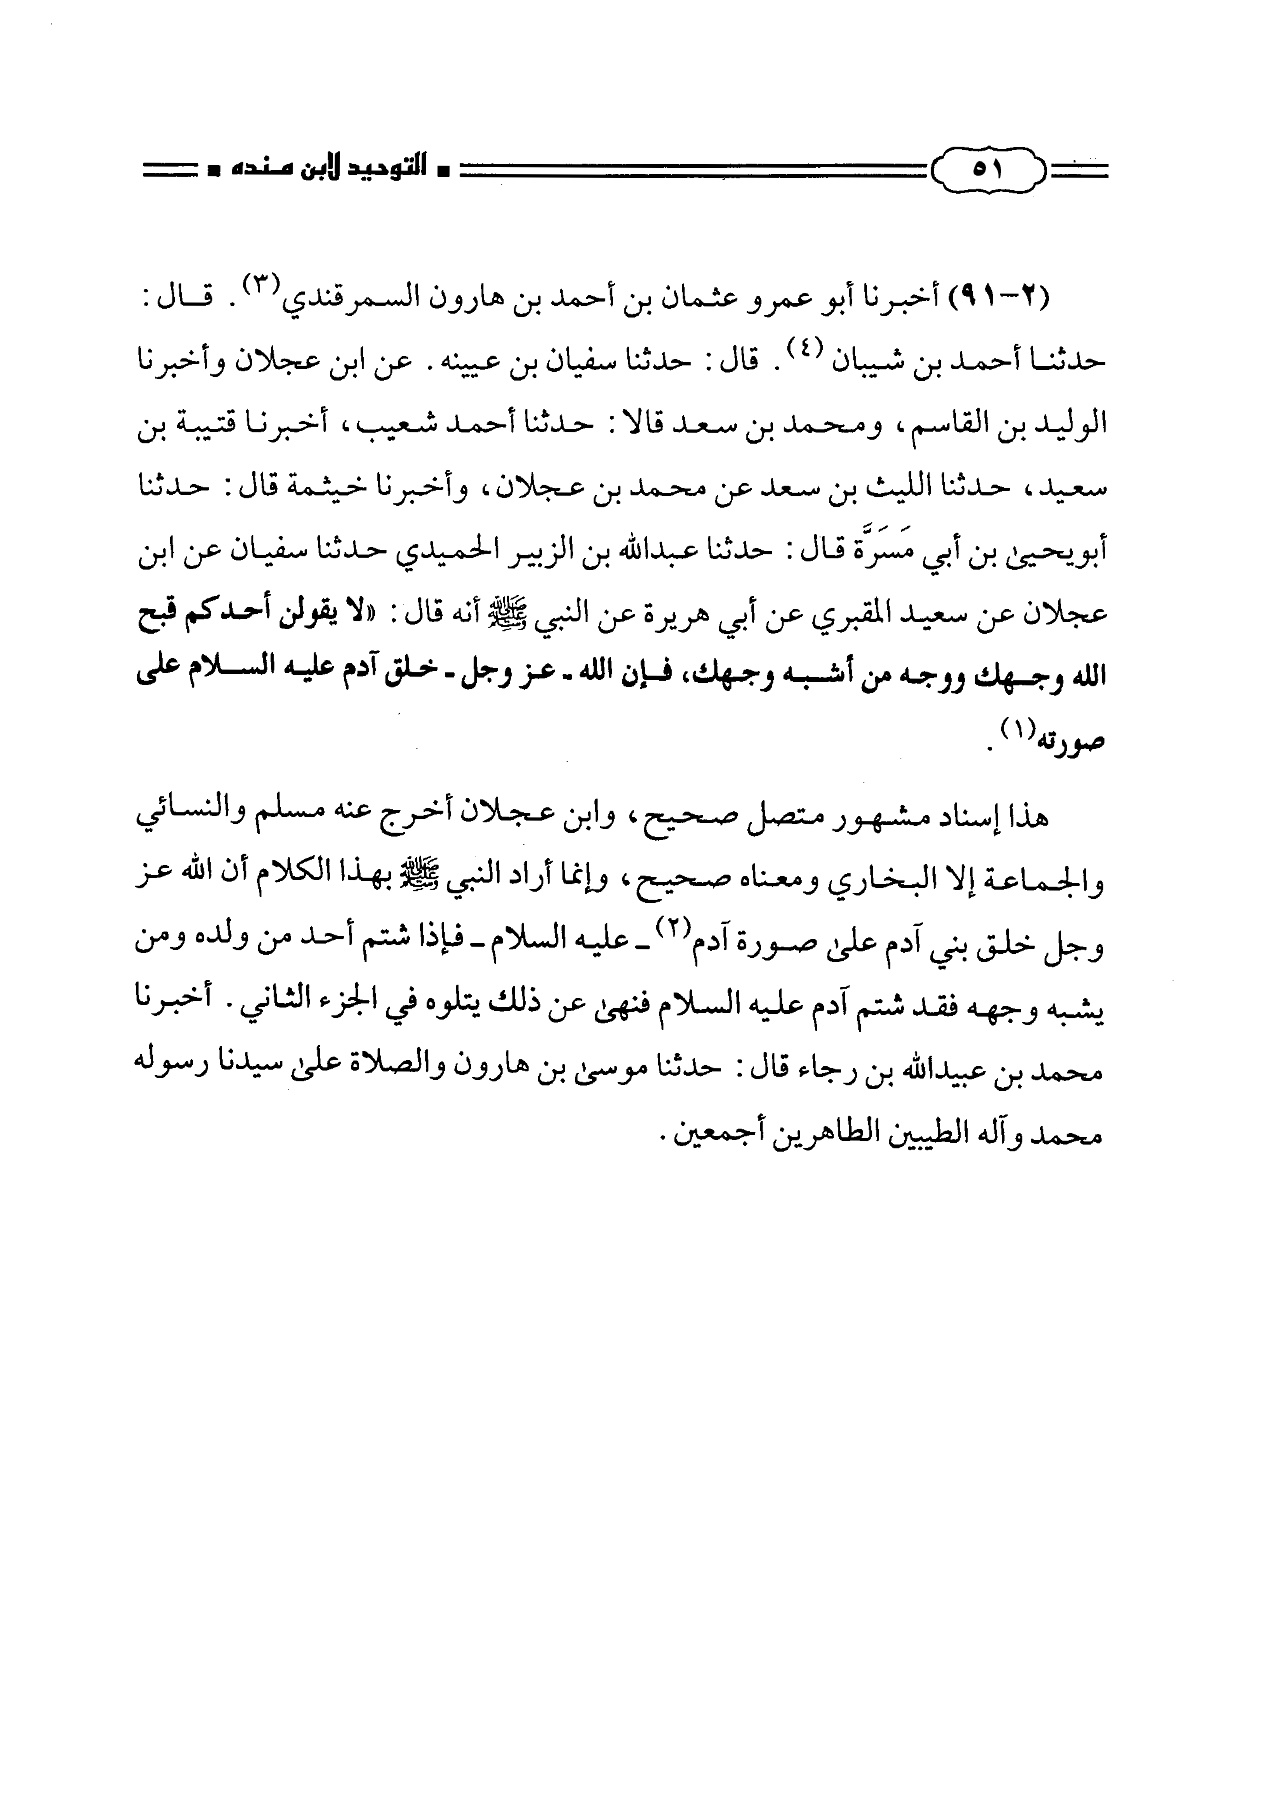 ٥١ ■ التوحيد لابن منده ■
(٢-٩١) أخبرنا أبو عمرو عثمان بن أحمد بن هارون السمرقندي(٣). قال:
حدثنا أحمد بن شيبان (٤). قال: حدثنا سفيان بن عيينه. عن ابن عجلان وأخبرنا
الوليد بن القاسم، ومحمد بن سعد قالا: حدثنا أحمد شعيب، أخبرنا قتيبة بن
سعيد، حدثنا الليث بن سعد عن محمد بن عجلان، وأخبرنا خيثمة قال: حدثنا
أبويحيىٰ بن أبي مَسَرَّة قال: حدثنا عبدالله بن الزبير الحميدي حدثنا سفيان عن ابن
عجلان عن سعيد المقبري عن أبي هريرة عن النبي ﷺ أنه قال: «لا يقولن أحدكم قبح
الله وجهك ووجه من أشبه وجهك، فإن الله ـ عز وجل ـ خلق آدم عليه السلام على
صورته(١).
هذا إسناد مشهور متصل صحيح، وابن عجلان أخرج عنه مسلم والنسائي
والجماعة إلا البخاري ومعناه صحيح، وإنما أراد النبي ﷺ بهذا الكلام أن الله عز
وجل خلق بني آدم علىٰ صورة آدم(٢) ـ عليه السلام ـ فإذا شتم أحد من ولده ومن
يشبه وجهه فقد شتم آدم عليه السلام فنهىٰ عن ذلك يتلوه في الجزء الثاني. أخبرنا
محمد بن عبيدالله بن رجاء قال: حدثنا موسىٰ بن هارون والصلاة علىٰ سيدنا رسوله
محمد وآله الطيبين الطاهرين أجمعين.